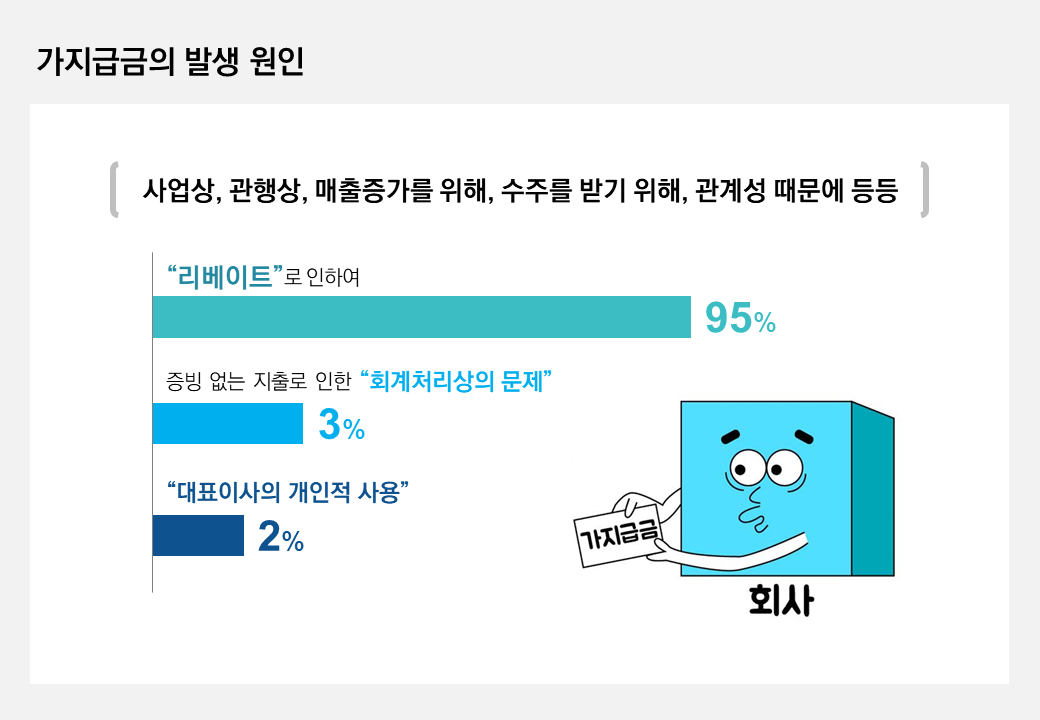 가지급금의 발생 원인
사업상, 관행상, 매출증가를 위해, 수주를 받기 위해, 관계성 때문에 등등
“리베이트”로 인하여
95%
증빙 없는 지출로 인한 “회계처리상의 문제”
3%
“대표이사의 개인적 사용”
2%
가지급금
회사